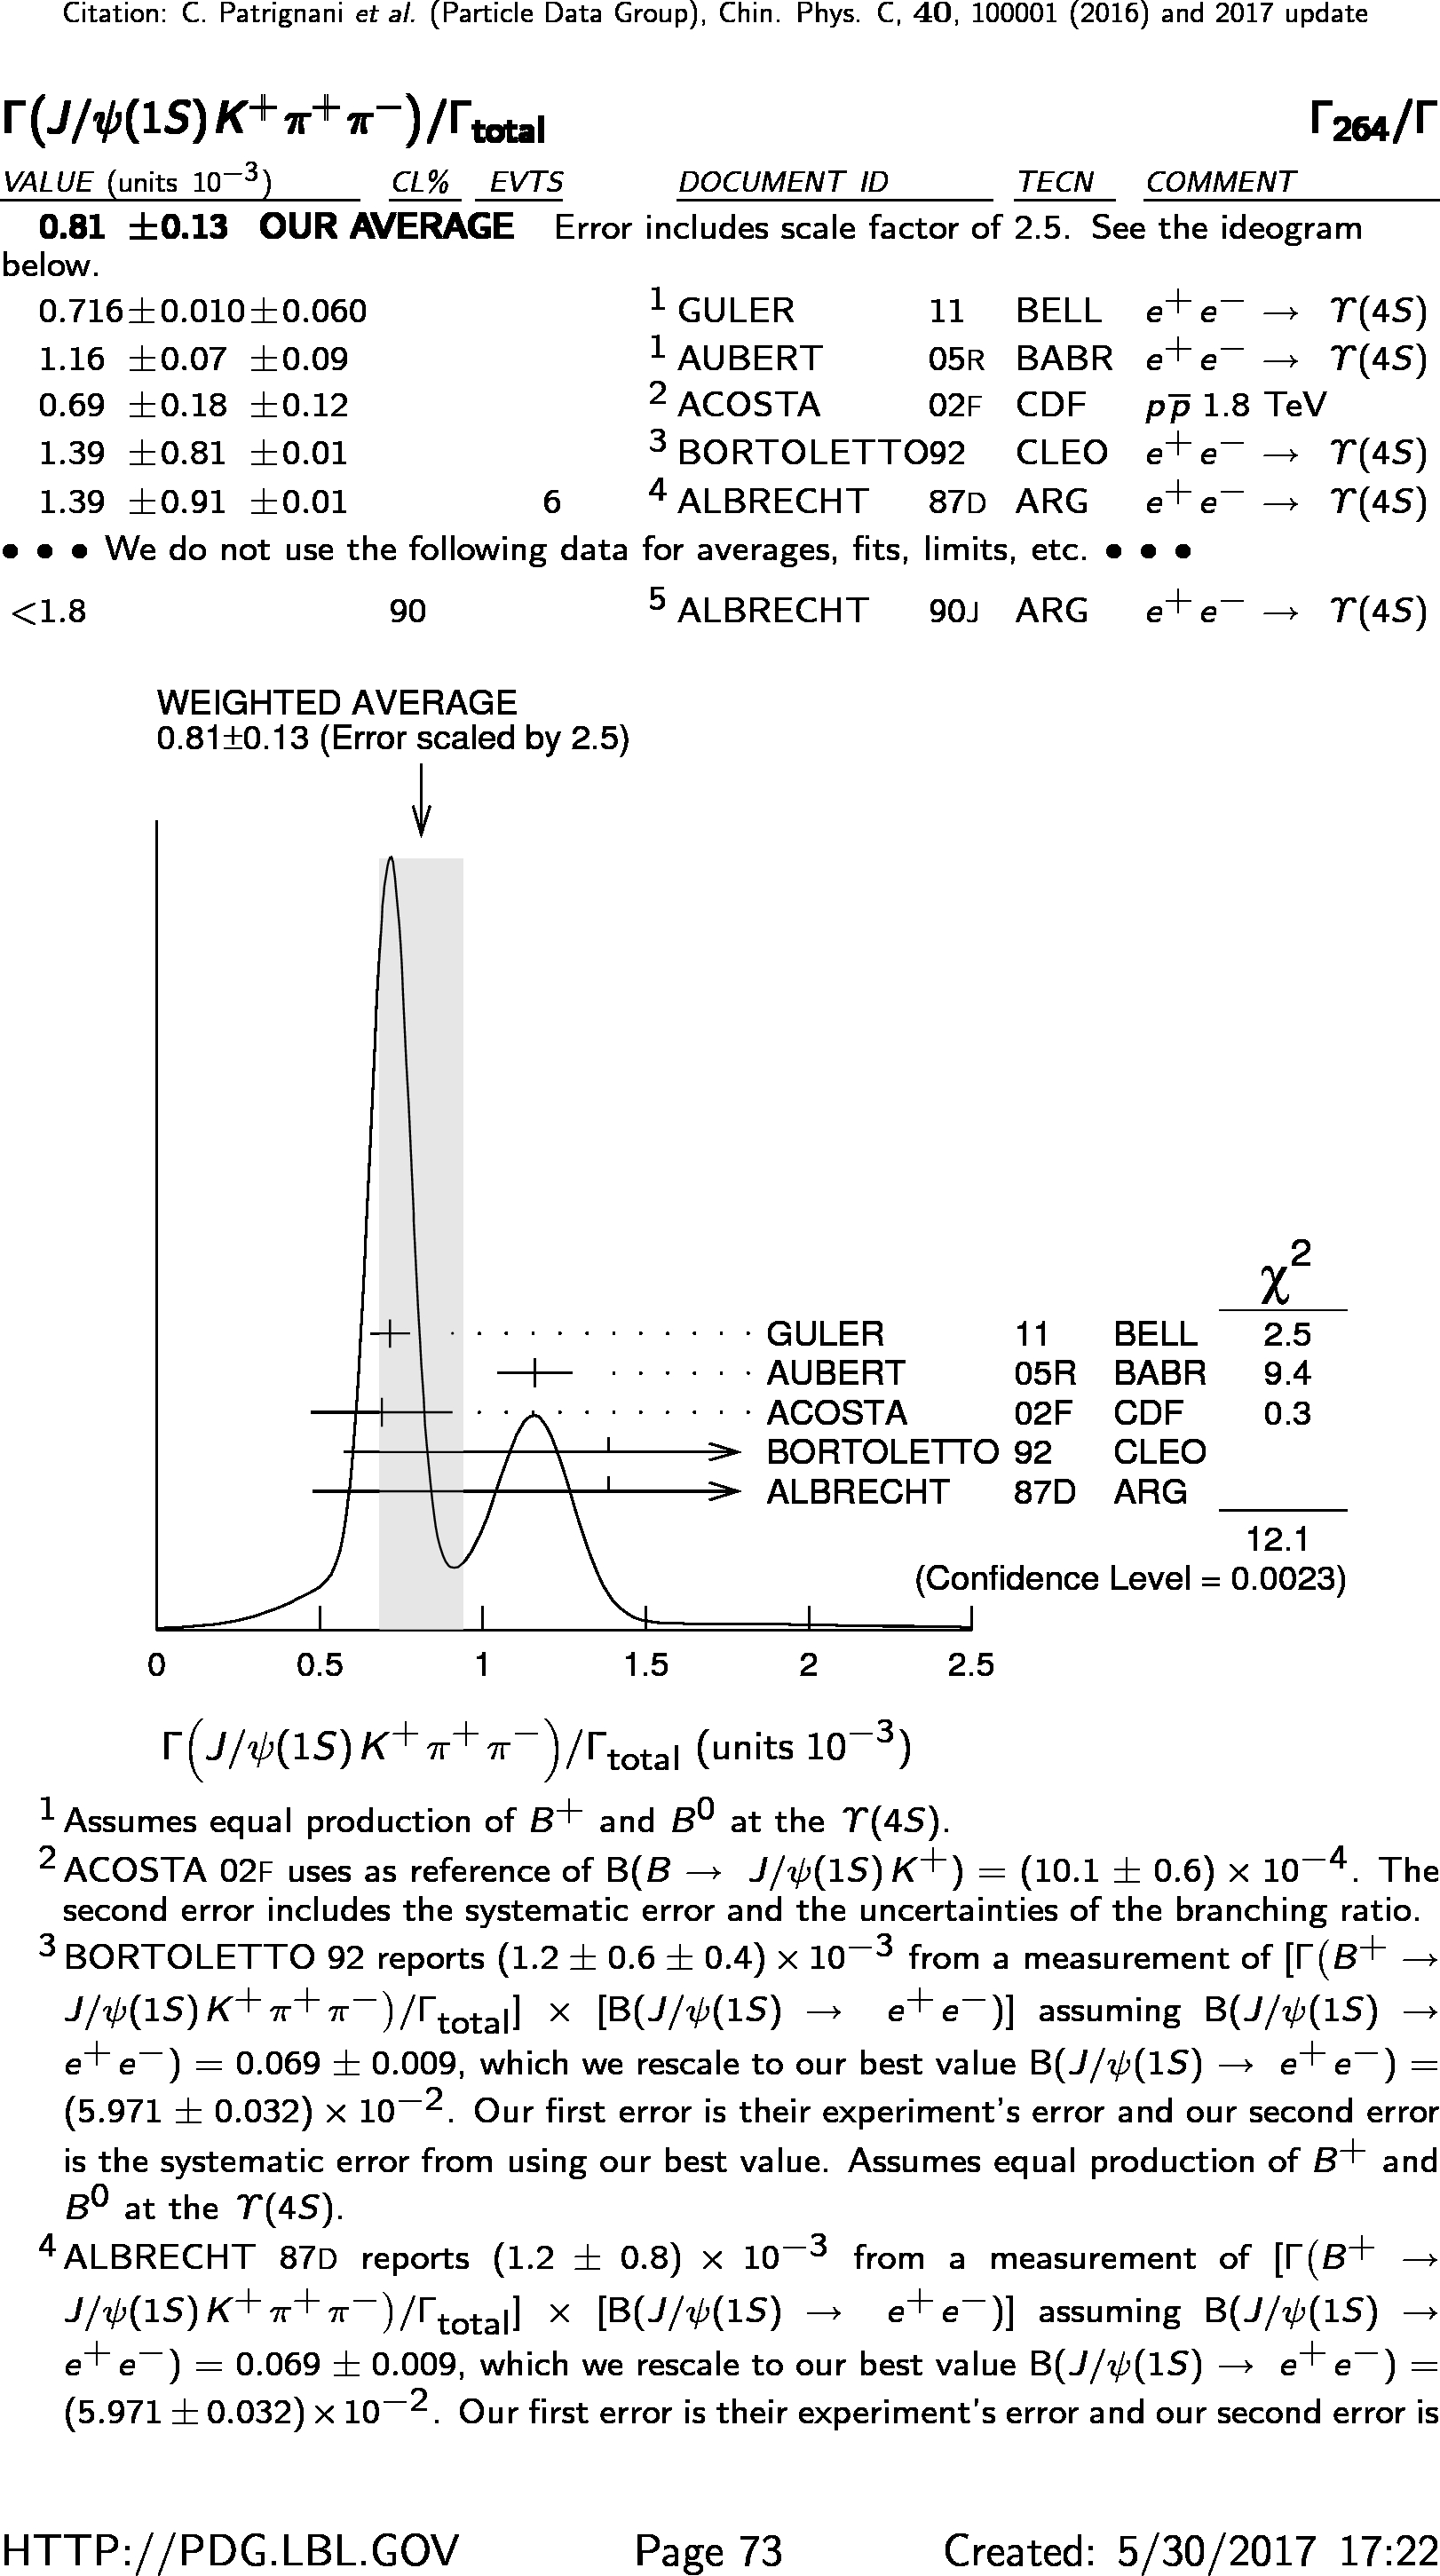 Citation: C. Patrignani et al. (Particle Data Group), Chin. Phys. C, 40, 100001 (2016) and 2017 update
Γ(J/ψ(1S)K⁺π⁺π⁻)/Γtotal Γ264/Γ
VALUE (units 10⁻³) CL% EVTS DOCUMENT ID TECN COMMENT
0.81 ±0.13 OUR AVERAGE Error includes scale factor of 2.5. See the ideogram
below.
0.716±0.010±0.060 ¹ GULER 11 BELL e⁺e⁻ → ϒ(4S)
1.16 ±0.07 ±0.09 ¹ AUBERT 05R BABR e⁺e⁻ → ϒ(4S)
0.69 ±0.18 ±0.12 ² ACOSTA 02F CDF pp̅ 1.8 TeV
1.39 ±0.81 ±0.01 ³ BORTOLETTO92 CLEO e⁺e⁻ → ϒ(4S)
1.39 ±0.91 ±0.01 6 ⁴ ALBRECHT 87D ARG e⁺e⁻ → ϒ(4S)
• • • We do not use the following data for averages, fits, limits, etc. • • •
<1.8 90 ⁵ ALBRECHT 90J ARG e⁺e⁻ → ϒ(4S)
WEIGHTED AVERAGE
0.81±0.13 (Error scaled by 2.5)
χ²
GULER 11 BELL 2.5
AUBERT 05R BABR 9.4
ACOSTA 02F CDF 0.3
BORTOLETTO 92 CLEO
ALBRECHT 87D ARG
12.1
(Confidence Level = 0.0023)
0 0.5 1 1.5 2 2.5
Γ(J/ψ(1S)K⁺π⁺π⁻)/Γtotal (units 10⁻³)
¹ Assumes equal production of B⁺ and B⁰ at the ϒ(4S).
² ACOSTA 02F uses as reference of B(B → J/ψ(1S)K⁺) = (10.1 ± 0.6) × 10⁻⁴. The
second error includes the systematic error and the uncertainties of the branching ratio.
³ BORTOLETTO 92 reports (1.2 ± 0.6 ± 0.4) × 10⁻³ from a measurement of [Γ(B⁺ →
J/ψ(1S)K⁺π⁺π⁻)/Γtotal] × [B(J/ψ(1S) → e⁺e⁻)] assuming B(J/ψ(1S) →
e⁺e⁻) = 0.069 ± 0.009, which we rescale to our best value B(J/ψ(1S) → e⁺e⁻) =
(5.971 ± 0.032) × 10⁻². Our first error is their experiment's error and our second error
is the systematic error from using our best value. Assumes equal production of B⁺ and
B⁰ at the ϒ(4S).
⁴ ALBRECHT 87D reports (1.2 ± 0.8) × 10⁻³ from a measurement of [Γ(B⁺ →
J/ψ(1S)K⁺π⁺π⁻)/Γtotal] × [B(J/ψ(1S) → e⁺e⁻)] assuming B(J/ψ(1S) →
e⁺e⁻) = 0.069 ± 0.009, which we rescale to our best value B(J/ψ(1S) → e⁺e⁻) =
(5.971 ± 0.032) × 10⁻². Our first error is their experiment's error and our second error is
HTTP://PDG.LBL.GOV Page 73 Created: 5/30/2017 17:22